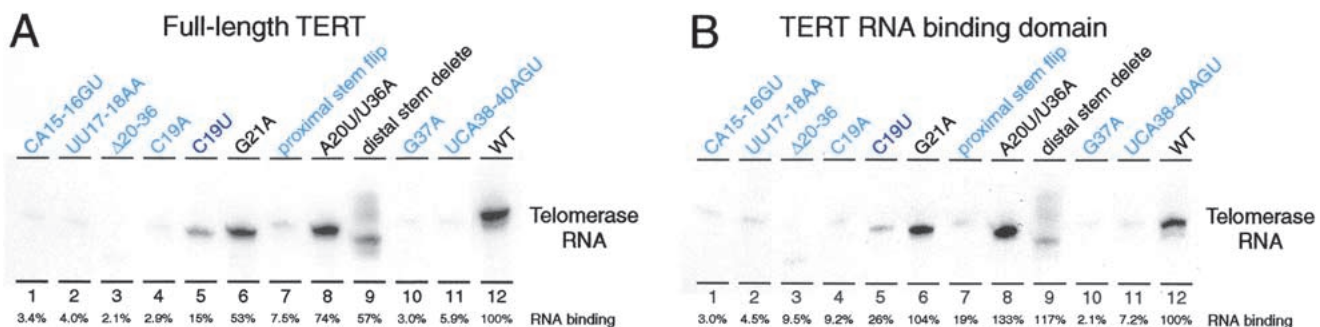 A
Full-length TERT
CA15-16GU
UU17-18AA
Δ20-36
C19A
C19U
G21A
proximal stem flip
A20U/U36A
distal stem delete
G37A
UCA38-40AGU
WT
Telomerase
RNA
1 2 3 4 5 6 7 8 9 10 11 12
3.4% 4.0% 2.1% 2.9% 15% 53% 7.5% 74% 57% 3.0% 5.9% 100% RNA binding
B
TERT RNA binding domain
CA15-16GU
UU17-18AA
Δ20-36
C19A
C19U
G21A
proximal stem flip
A20U/U36A
distal stem delete
G37A
UCA38-40AGU
WT
Telomerase
RNA
1 2 3 4 5 6 7 8 9 10 11 12
3.0% 4.5% 9.5% 9.2% 26% 104% 19% 133% 117% 2.1% 7.2% 100% RNA binding